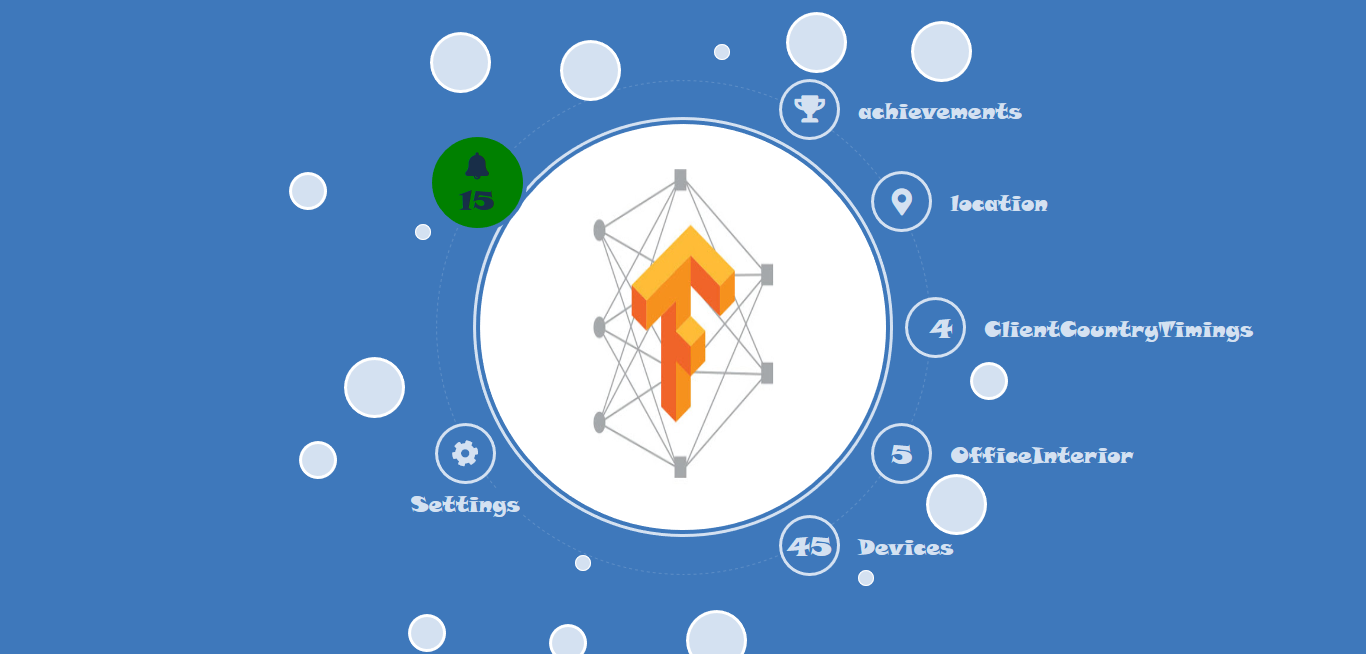 achievements
15
location
4 ClientCountryTimings
5 OfficeInterior
Settings
45 Devices